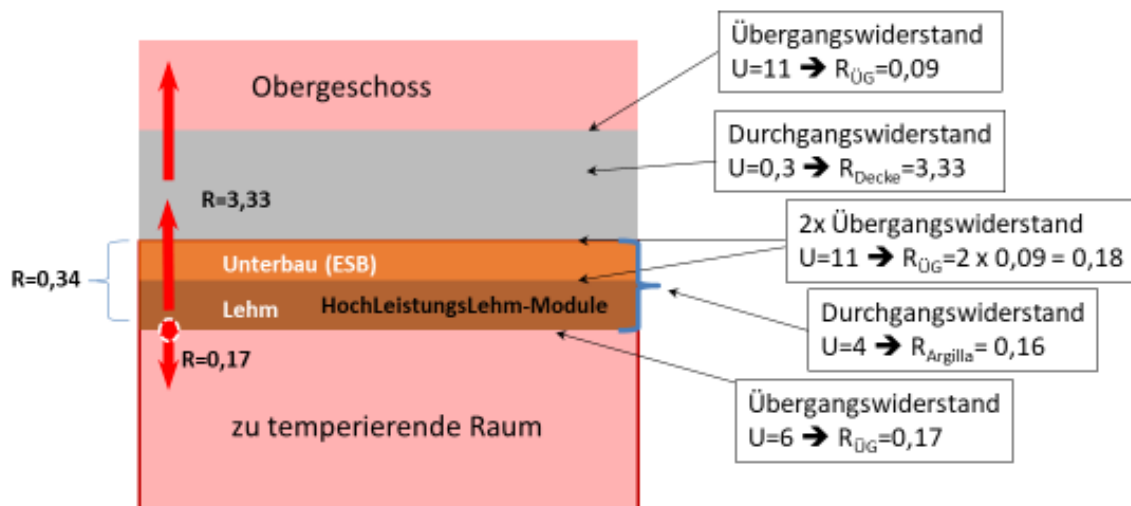 Obergeschoss
R=3,33
R=0,34
Unterbau (ESB)
Lehm
HochLeistungsLehm-Module
R=0,17
zu temperierende Raum
Übergangswiderstand
U=11 ➔ RÜG=0,09
Durchgangswiderstand
U=0,3 ➔ RDecke=3,33
2x Übergangswiderstand
U=11 ➔ RÜG=2 x 0,09 = 0,18
Durchgangswiderstand
U=4 ➔ RArgilla= 0,16
Übergangswiderstand
U=6 ➔ RÜG=0,17